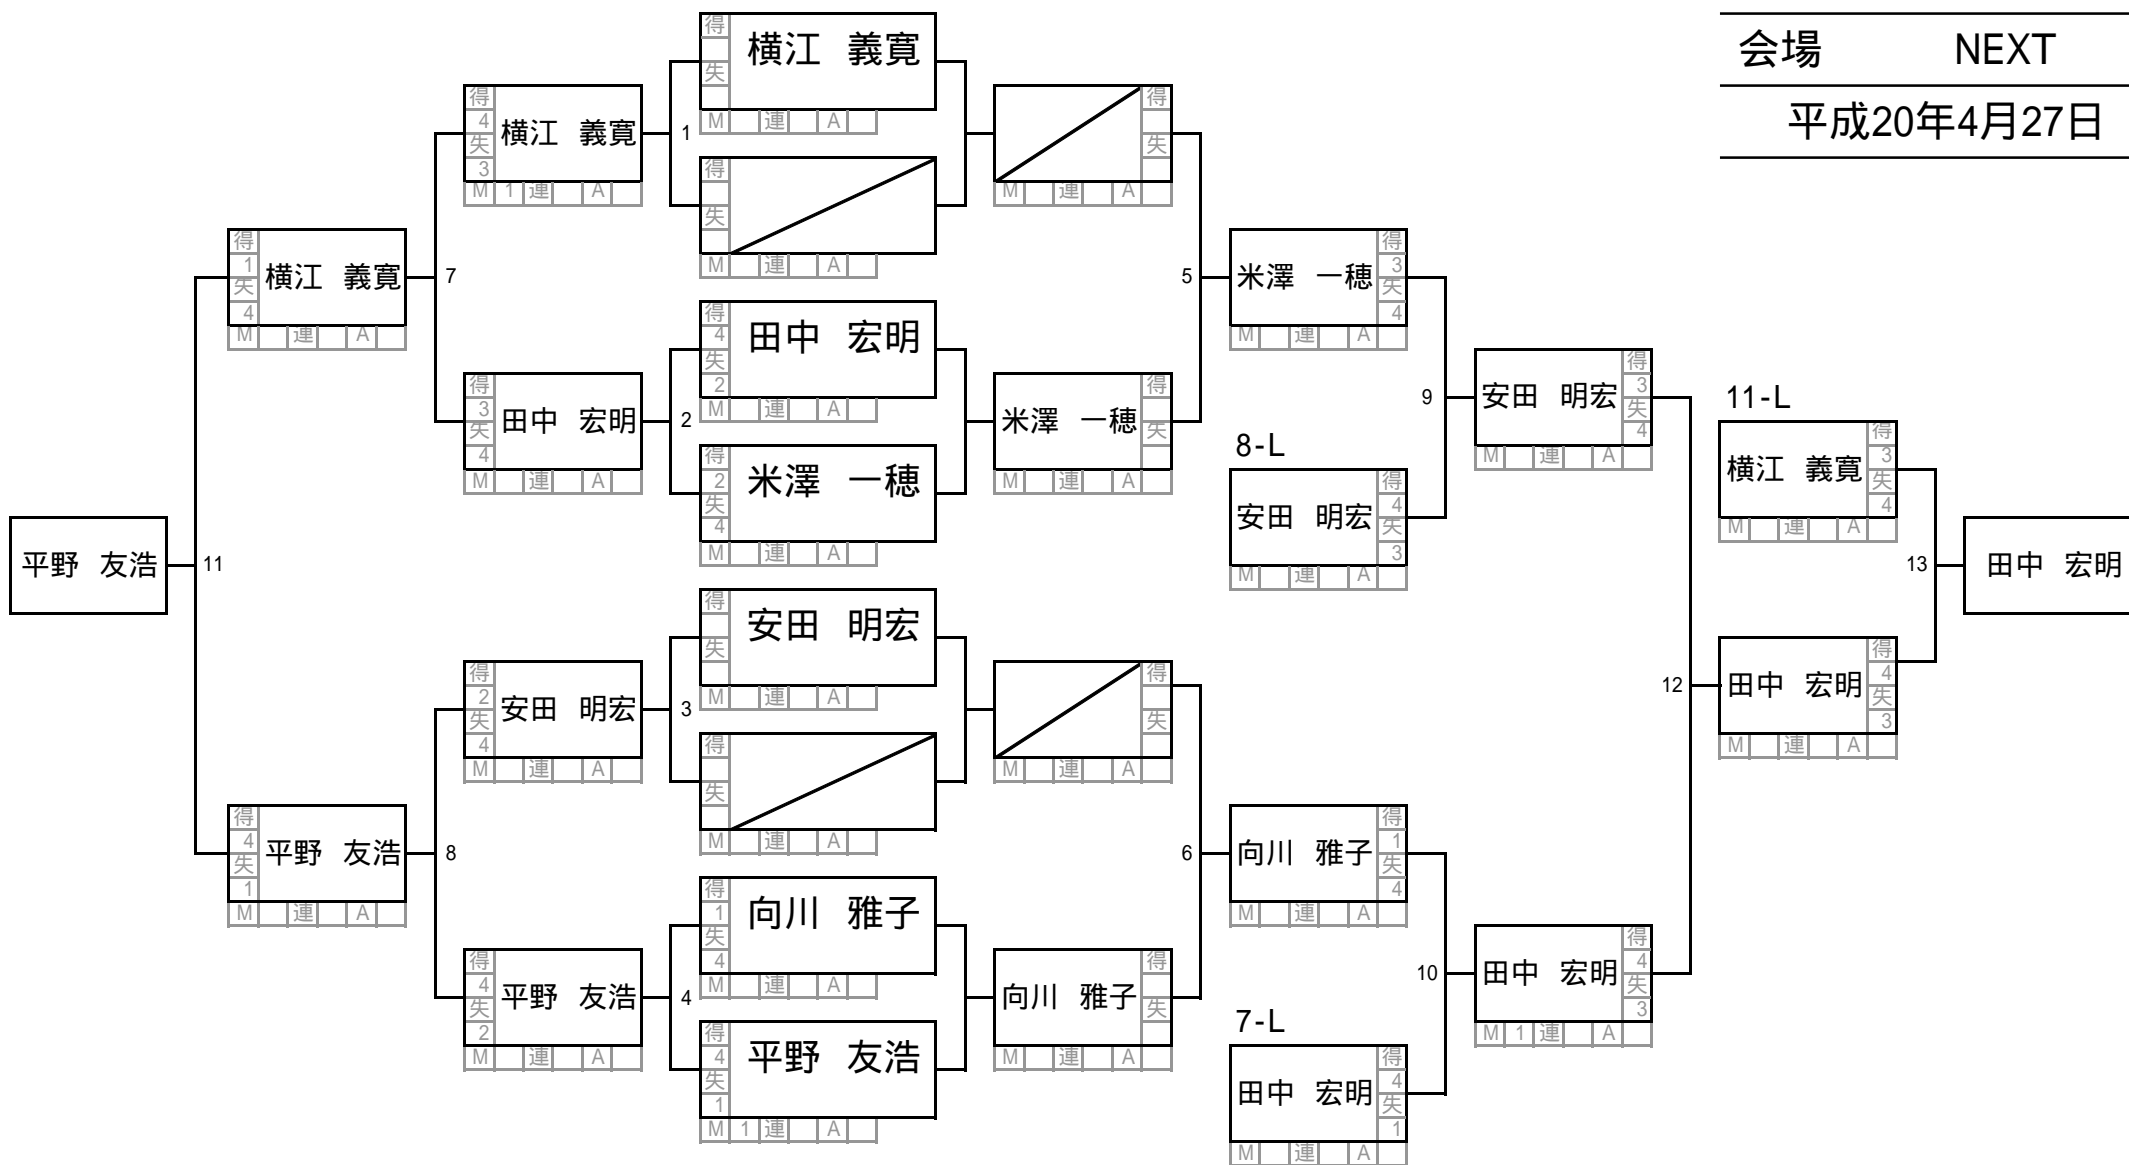 会場 NEXT
平成20年4月27日
得 横江 義寛
失
M 連 A
1
得
失
M 連 A
得 4 失 3 横江 義寛
M 1 連 A
得
失
M 連 A
得 1 失 4 横江 義寛
M 連 A
7
得 4 失 2 田中 宏明
M 連 A
2
得 2 失 4 米澤 一穂
M 連 A
得 3 失 4 田中 宏明
M 連 A
米澤 一穂 得 失
M 連 A
5
米澤 一穂 得 3 失 4
M 連 A
9
8-L
安田 明宏 得 4 失 3
M 連 A
安田 明宏 得 3 失 4
M 連 A
11-L
横江 義寛 得 3 失 4
M 連 A
13
田中 宏明
平野 友浩
11
得 安田 明宏
失
M 連 A
3
得
失
M 連 A
得 2 失 4 安田 明宏
M 連 A
得
失
M 連 A
12
田中 宏明 得 4 失 3
M 連 A
得 4 失 1 平野 友浩
M 連 A
8
得 1 失 4 向川 雅子
M 連 A
4
得 4 失 1 平野 友浩
M 1 連 A
得 4 失 2 平野 友浩
M 連 A
向川 雅子 得 失
M 連 A
6
向川 雅子 得 1 失 4
M 連 A
10
7-L
田中 宏明 得 4 失 1
M 連 A
田中 宏明 得 4 失 3
M 1 連 A